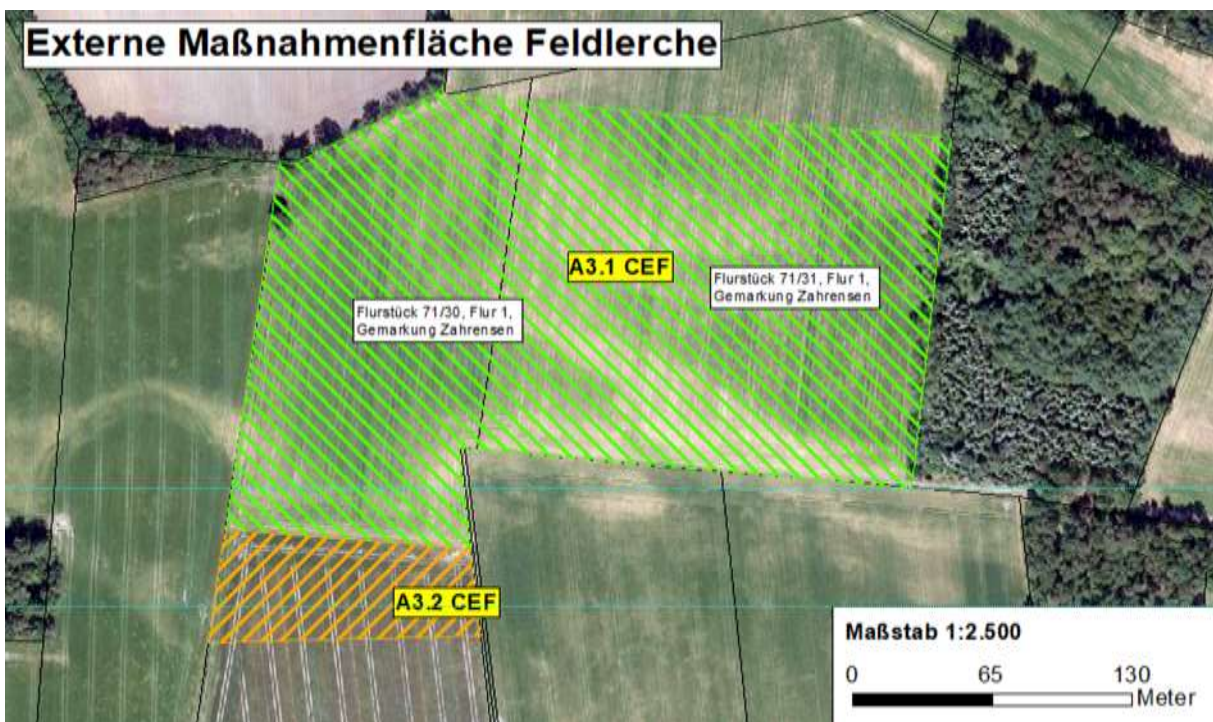 Externe Maßnahmenfläche Feldlerche
A3.1 CEF
Flurstück 71/31, Flur 1,
Gemarkung Zahrensen
Flurstück 71/30, Flur 1,
Gemarkung Zahrensen
A3.2 CEF
Maßstab 1:2.500
0 65 130
Meter